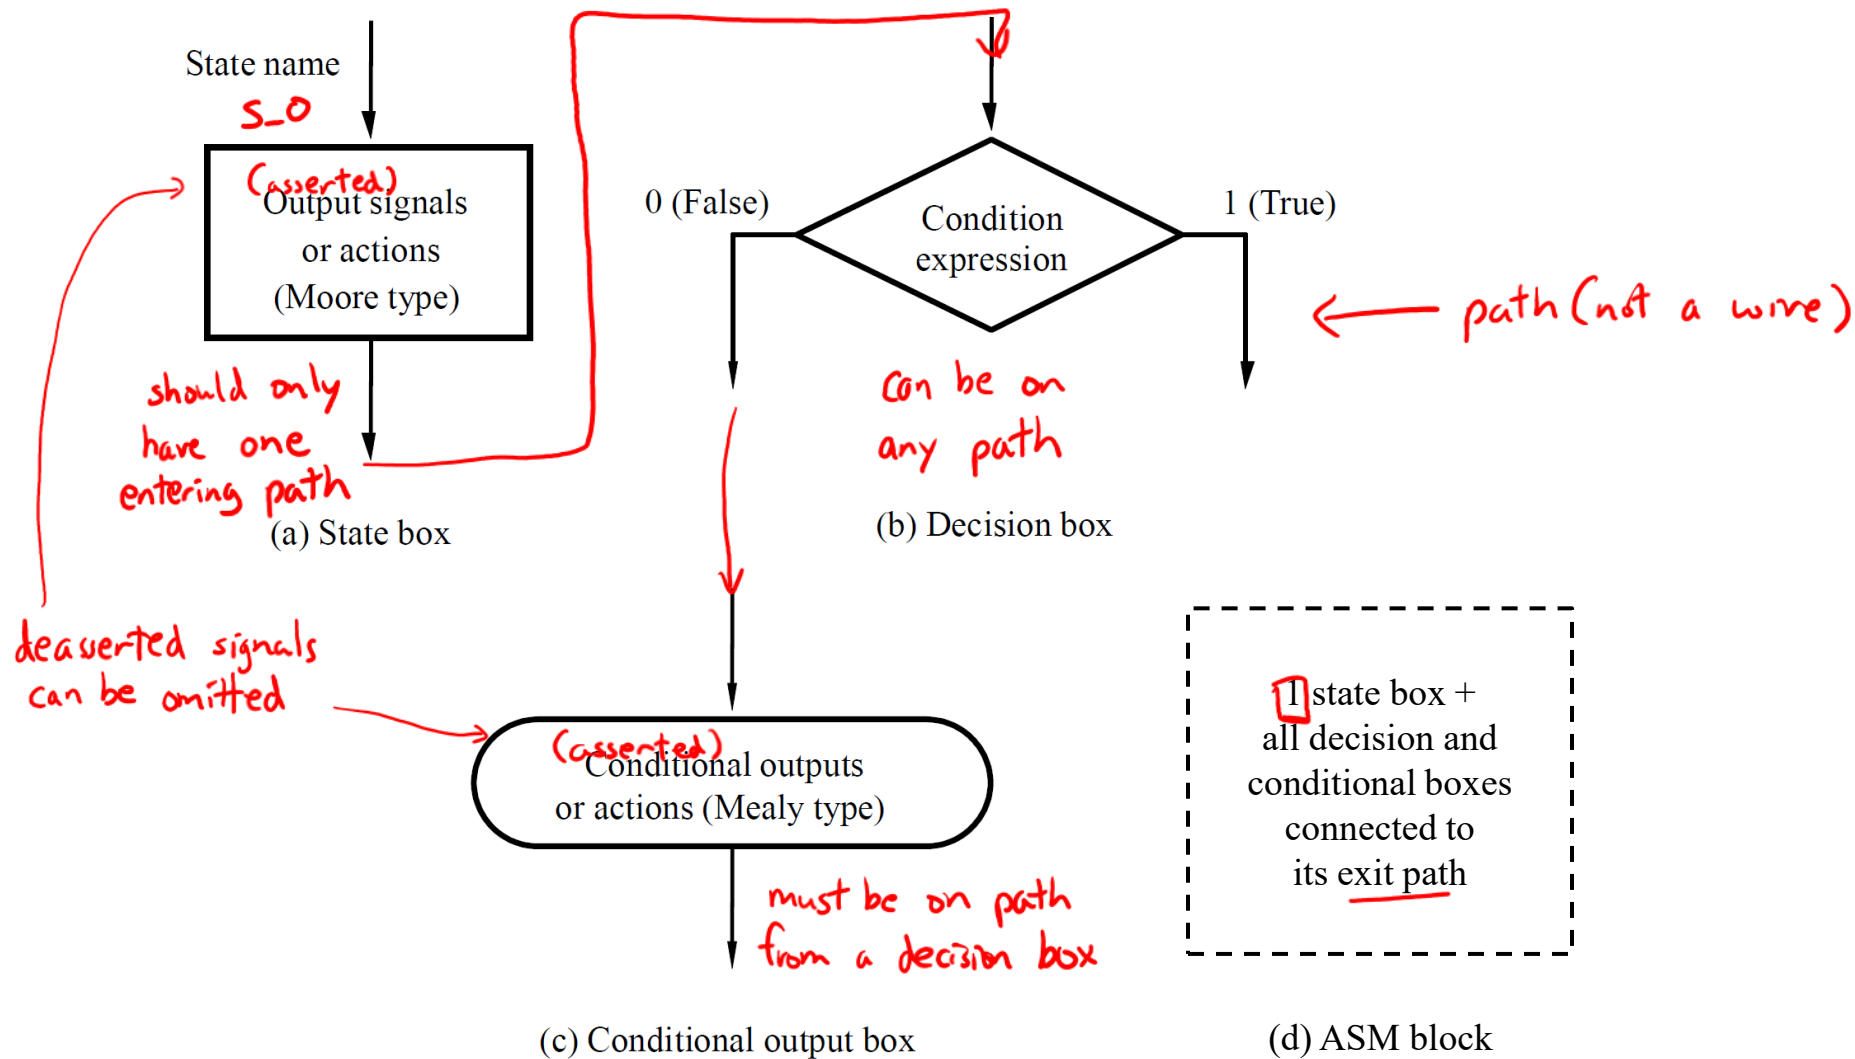 State name
S_0
(asserted)
Output signals
or actions
(Moore type)
should only
have one
entering path
(a) State box
0 (False)
1 (True)
Condition
expression
path (not a wire)
can be on
any path
(b) Decision box
deasserted signals
can be omitted
(asserted)
Conditional outputs
or actions (Mealy type)
must be on path
from a decision box
(c) Conditional output box
1 state box +
all decision and
conditional boxes
connected to
its exit path
(d) ASM block